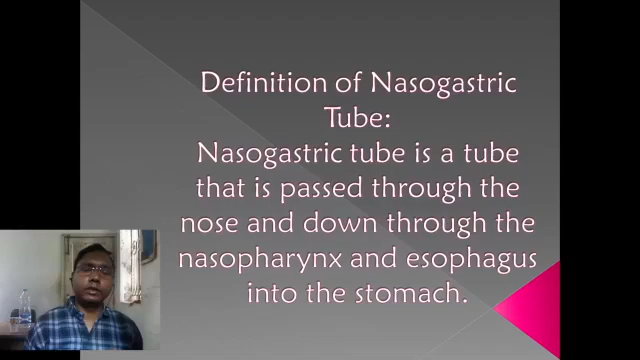 Definition of Nasogastric
Tube:
Nasogastric tube is a tube
that is passed through the
nose and down through the
nasopharynx and esophagus
into the stomach.